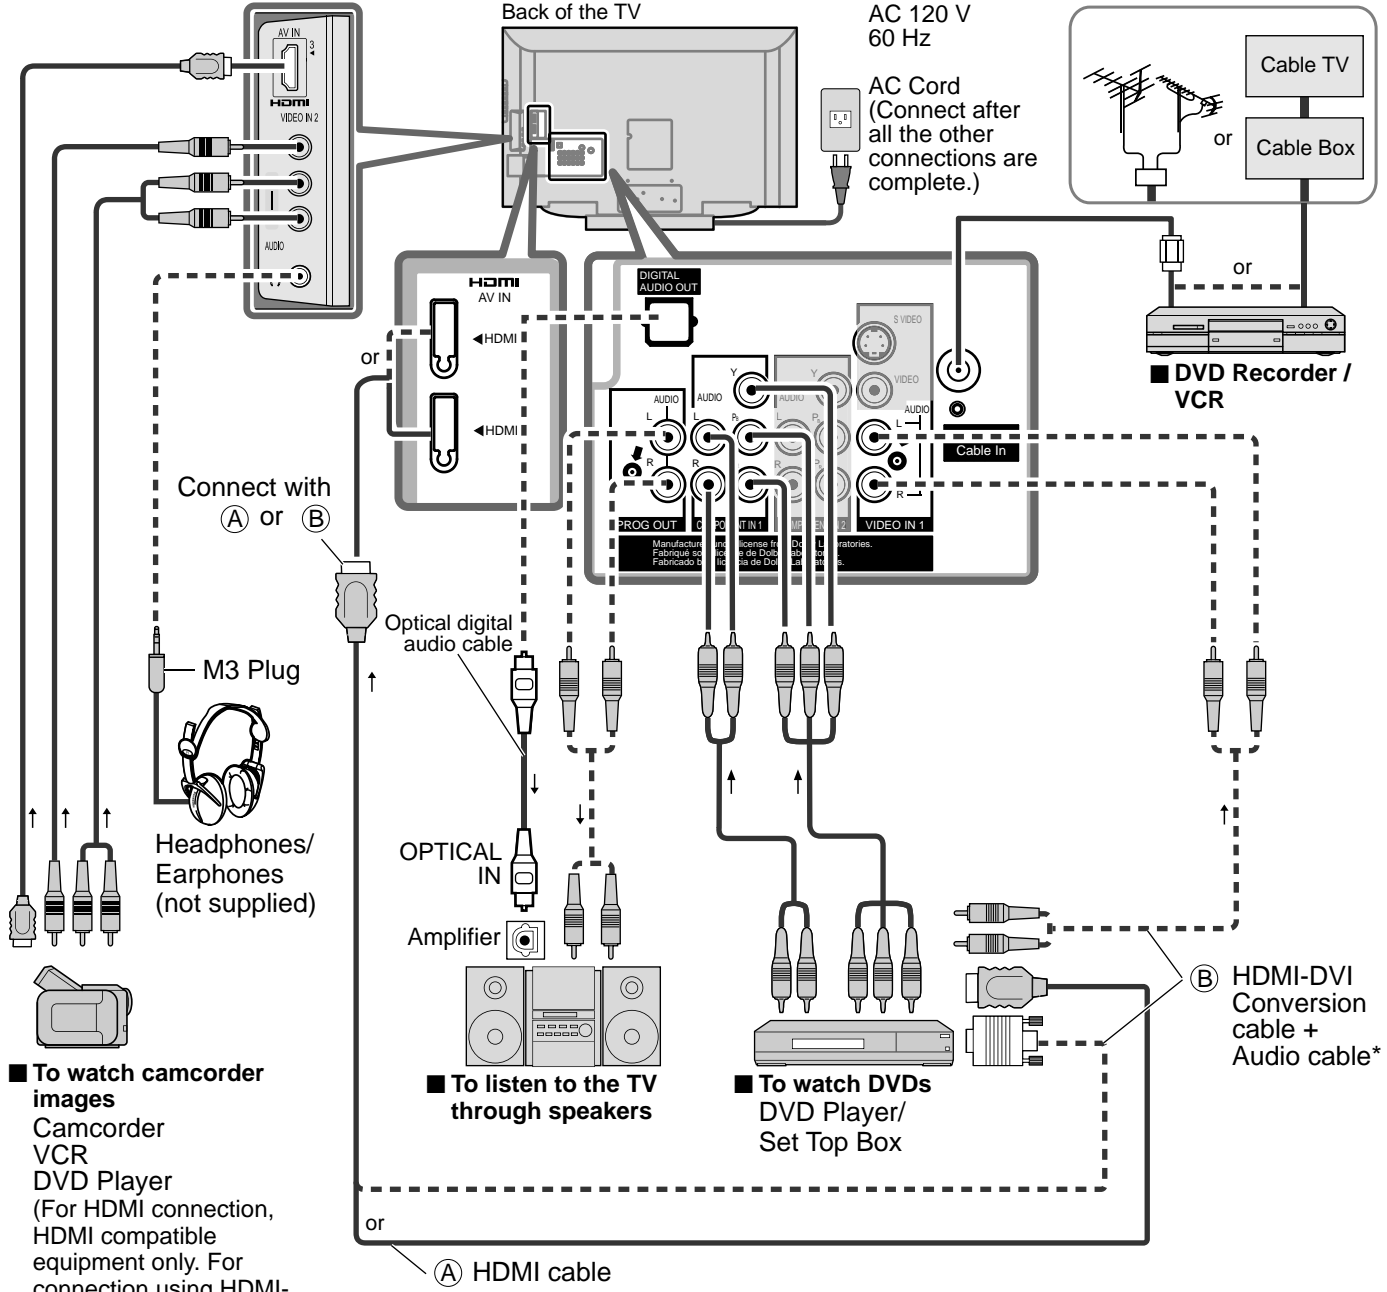 Back of the TV
AC 120 V
60 Hz
AC Cord
(Connect after
all the other
connections are
complete.)
Cable TV
or
Cable Box
or
AV IN
3
HDMI
VIDEO IN 2
AUDIO
HDMI
AV IN
◀HDMI
◀HDMI
or
DIGITAL
AUDIO OUT
S VIDEO
VIDEO
AUDIO
L
R
Y
AUDIO
L
PB
R
Y
AUDIO
L
R
AUDIO
L
R
Cable In
PROG OUT
VIDEO IN 1
■ DVD Recorder /
VCR
Connect with
Ⓐ or Ⓑ
Optical digital
audio cable
M3 Plug
Headphones/
Earphones
(not supplied)
OPTICAL
IN
Amplifier
Ⓑ HDMI-DVI
Conversion
cable +
Audio cable*
■ To watch camcorder
images
Camcorder
VCR
DVD Player
(For HDMI connection,
HDMI compatible
equipment only. For
connection using HDMI-
■ To listen to the TV
through speakers
■ To watch DVDs
DVD Player/
Set Top Box
or
Ⓐ HDMI cable